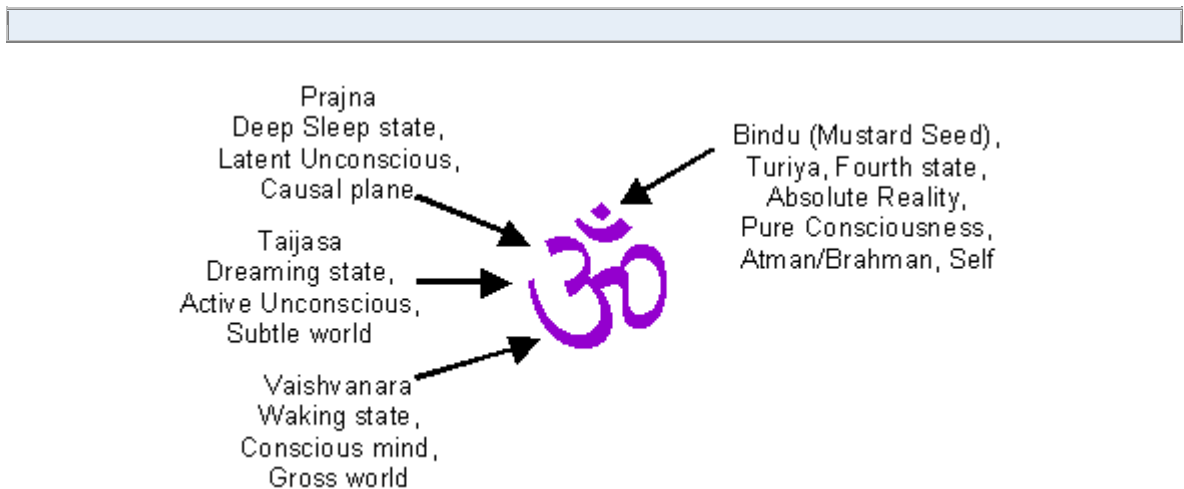 Prajna
Deep Sleep state,
Latent Unconscious,
Causal plane
Taijasa
Dreaming state,
Active Unconscious,
Subtle world
Vaishvanara
Waking state,
Conscious mind,
Gross world
Bindu (Mustard Seed),
Turiya, Fourth state,
Absolute Reality,
Pure Consciousness,
Atman/Brahman, Self
ॐ